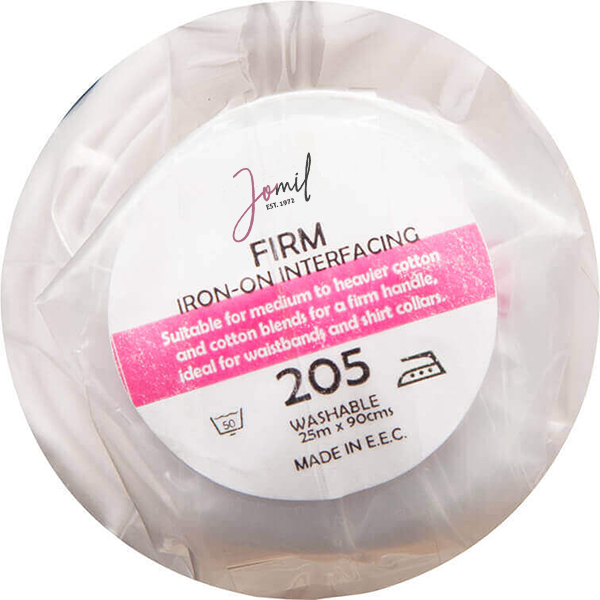 Jomil
EST. 1972
FIRM
IRON-ON INTERFACING
Suitable for medium to heavier cotton
and cotton blends for a firm handle,
ideal for waistbands and shirt collars.
205
50
WASHABLE
25m x 90cms
MADE IN E.E.C.